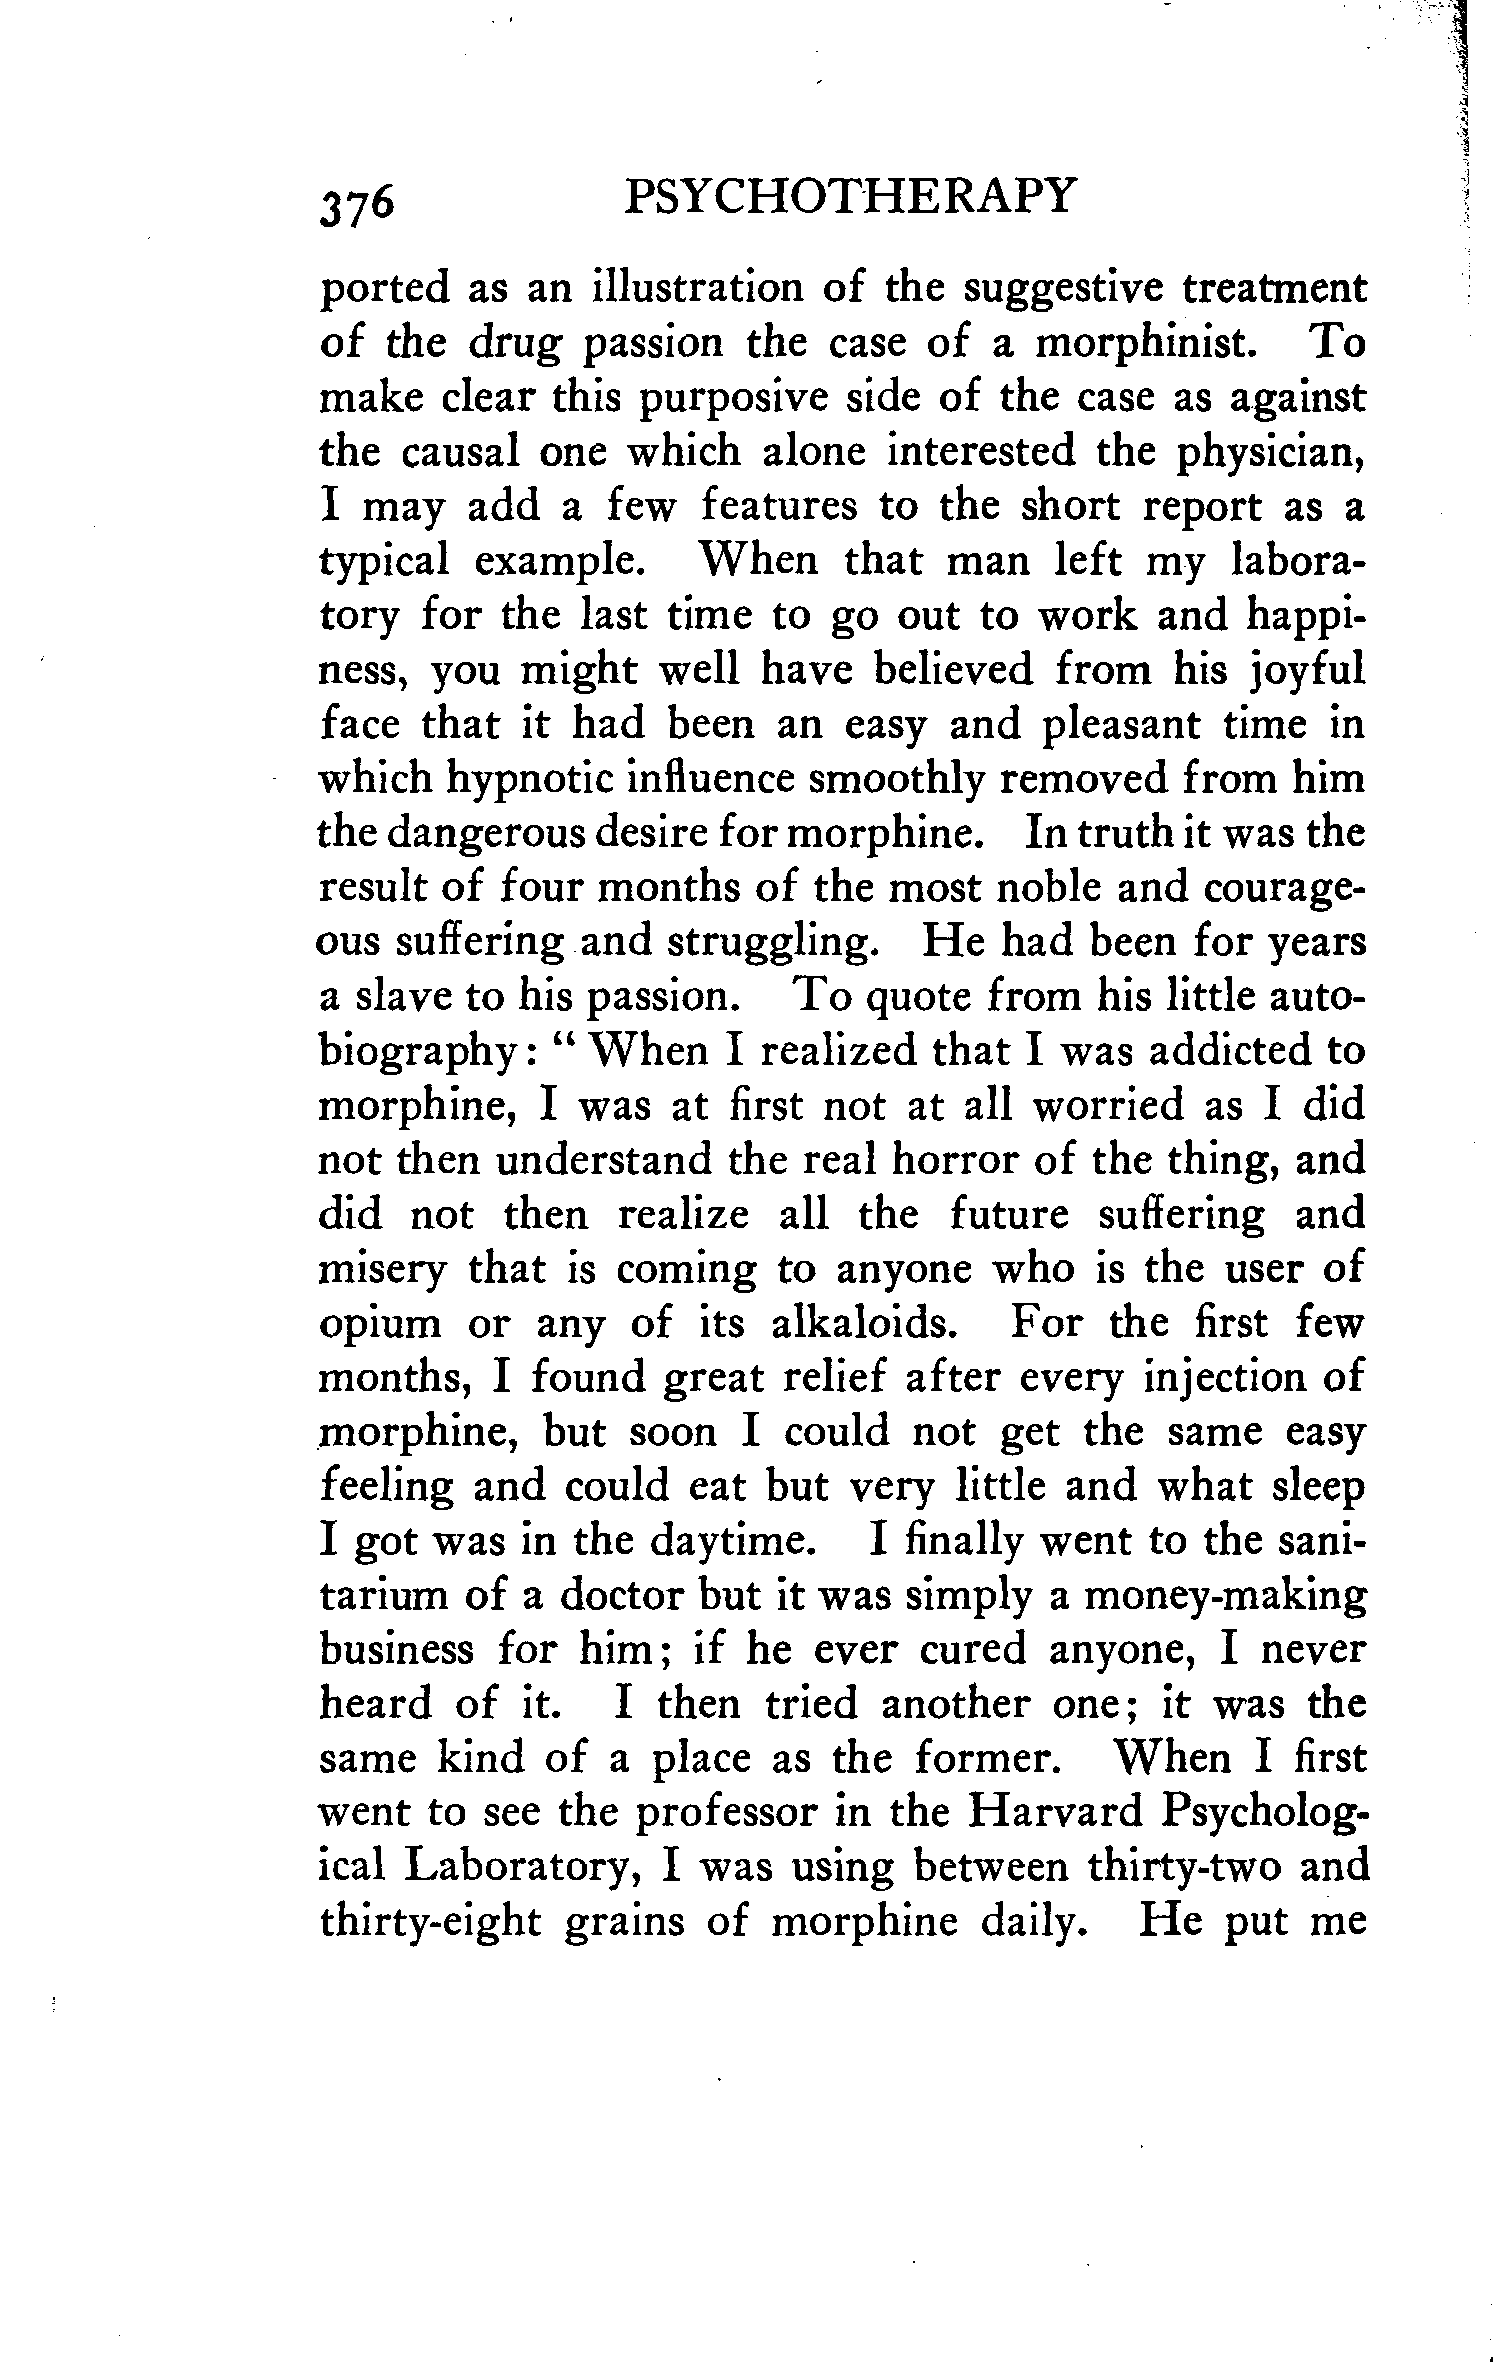 376 PSYCHOTHERAPY
ported as an illustration of the suggestive treatment
of the drug passion the case of a morphinist. To
make clear this purposive side of the case as against
the causal one which alone interested the physician,
I may add a few features to the short report as a
typical example. When that man left my labora-
tory for the last time to go out to work and happi-
ness, you might well have believed from his joyful
face that it had been an easy and pleasant time in
which hypnotic influence smoothly removed from him
the dangerous desire for morphine. In truth it was the
result of four months of the most noble and courage-
ous suffering and struggling. He had been for years
a slave to his passion. To quote from his little auto-
biography: “ When I realized that I was addicted to
morphine, I was at first not at all worried as I did
not then understand the real horror of the thing, and
did not then realize all the future suffering and
misery that is coming to anyone who is the user of
opium or any of its alkaloids. For the first few
months, I found great relief after every injection of
morphine, but soon I could not get the same easy
feeling and could eat but very little and what sleep
I got was in the daytime. I finally went to the sani-
tarium of a doctor but it was simply a money-making
business for him; if he ever cured anyone, I never
heard of it. I then tried another one; it was the
same kind of a place as the former. When I first
went to see the professor in the Harvard Psycholog-
ical Laboratory, I was using between thirty-two and
thirty-eight grains of morphine daily. He put me